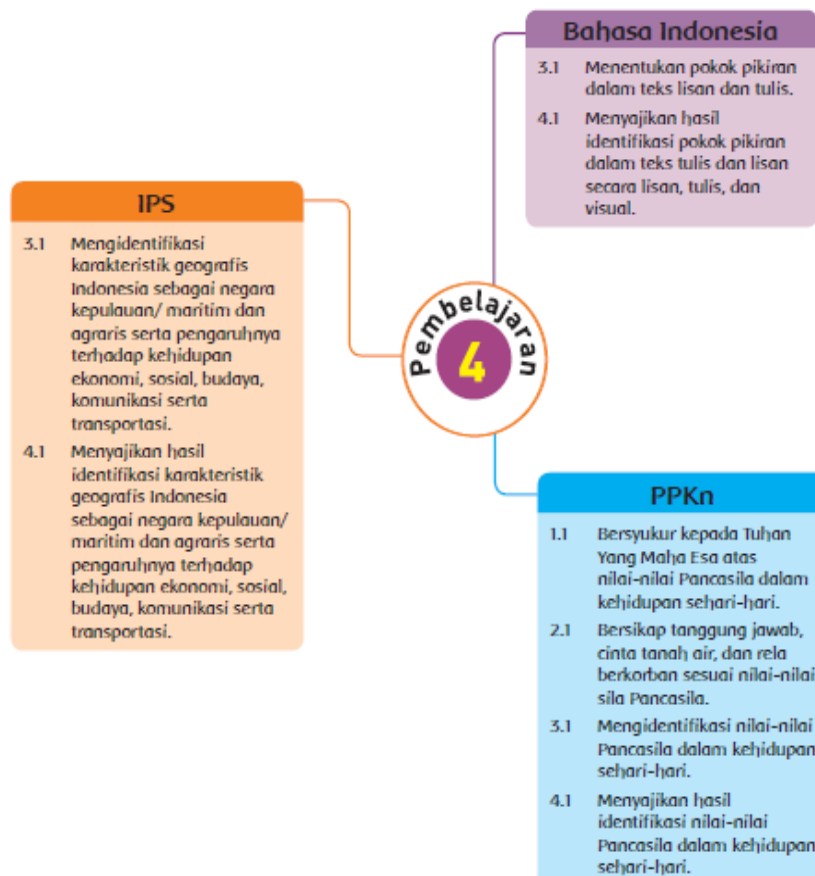 Bahasa Indonesia
3.1 Menentukan pokok pikiran
dalam teks lisan dan tulis.
4.1 Menyajikan hasil
identifikasi pokok pikiran
dalam teks tulis dan lisan
secara lisan, tulis, dan
visual.
IPS
3.1 Mengidentifikasi
karakteristik geografis
Indonesia sebagai negara
kepulauan/ maritim dan
agraris serta pengaruhnya
terhadap kehidupan
ekonomi, sosial, budaya,
komunikasi serta
transportasi.
4.1 Menyajikan hasil
identifikasi karakteristik
geografis Indonesia
sebagai negara kepulauan/
maritim dan agraris serta
pengaruhnya terhadap
kehidupan ekonomi, sosial,
budaya, komunikasi serta
transportasi.
Pembelajaran
4
PPKn
1.1 Bersyukur kepada Tuhan
Yang Maha Esa atas
nilai-nilai Pancasila dalam
kehidupan sehari-hari.
2.1 Bersikap tanggung jawab,
cinta tanah air, dan rela
berkorban sesuai nilai-nilai
sila Pancasila.
3.1 Mengidentifikasi nilai-nilai
Pancasila dalam kehidupan
sehari-hari.
4.1 Menyajikan hasil
identifikasi nilai-nilai
Pancasila dalam kehidupan
sehari-hari.